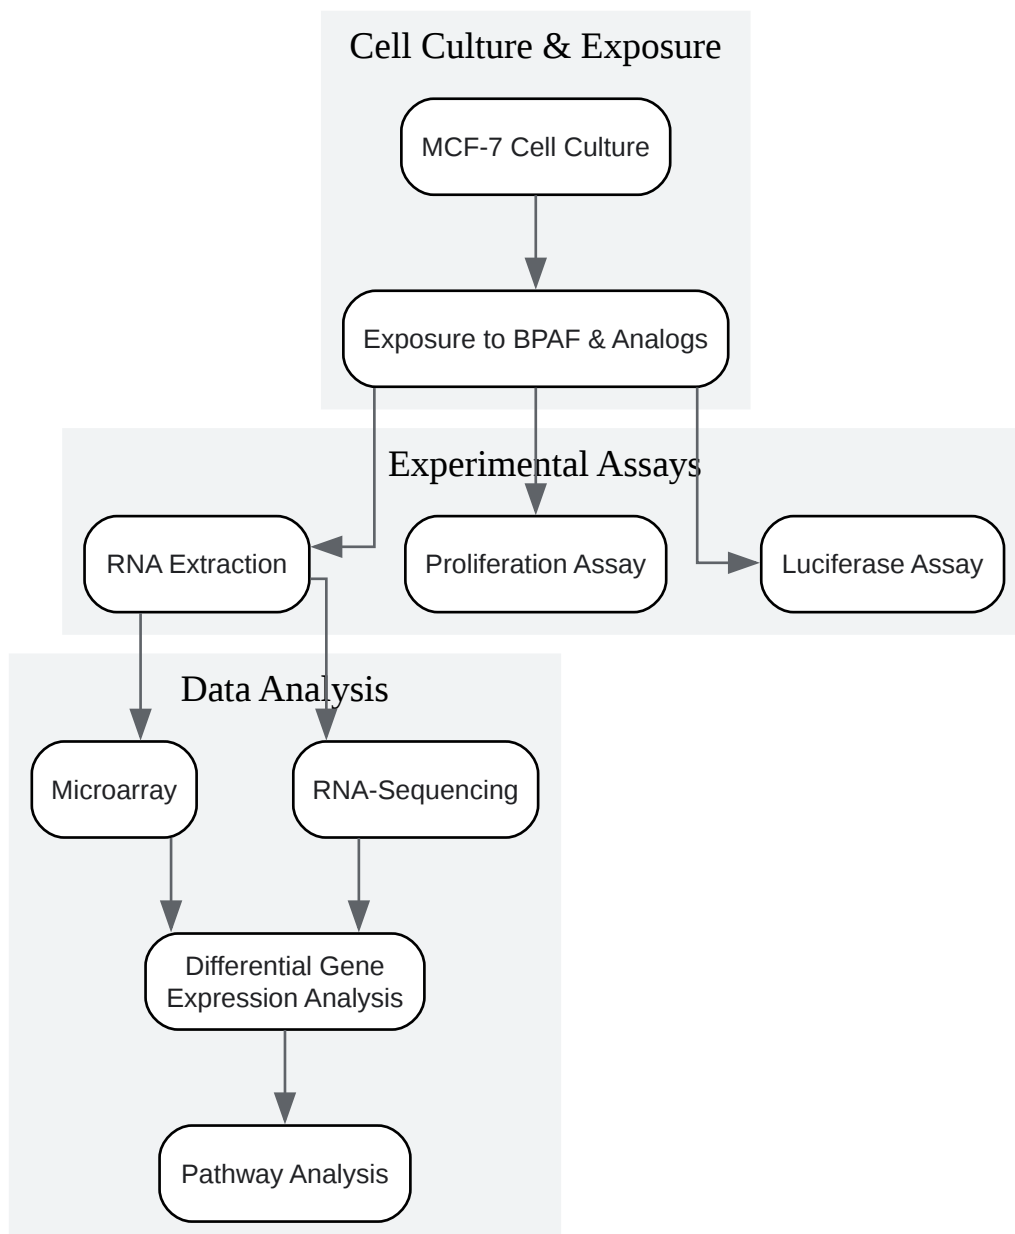 Cell Culture & Exposure
MCF-7 Cell Culture
Exposure to BPAF & Analogs
Experimental Assays
RNA Extraction
Proliferation Assay
Luciferase Assay
Data Analysis
Microarray
RNA-Sequencing
Differential Gene
Expression Analysis
Pathway Analysis